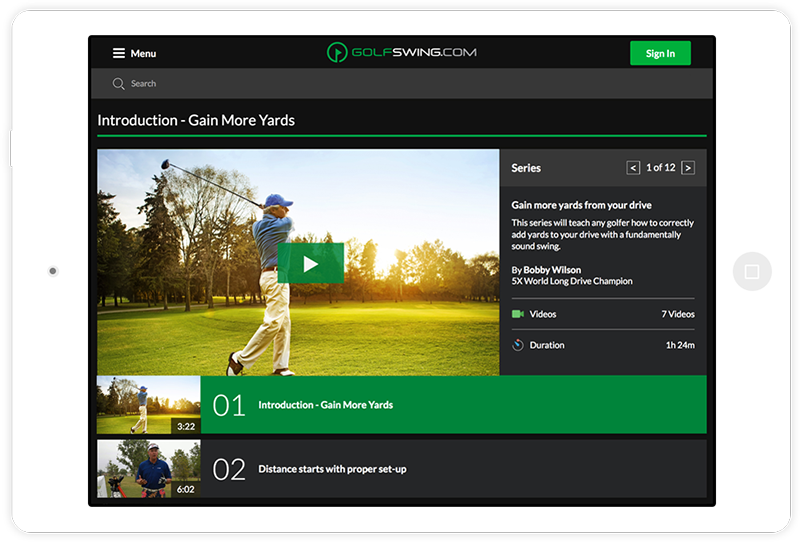 Menu
GOLFSWING.COM
Sign In
Search
Introduction - Gain More Yards
Series
< 1 of 12 >
Gain more yards from your drive
This series will teach any golfer how to correctly
add yards to your drive with a fundamentally
sound swing.
By Bobby Wilson
5X World Long Drive Champion
Videos 7 Videos
Duration 1h 24m
3:22
01 Introduction - Gain More Yards
6:02
02 Distance starts with proper set-up